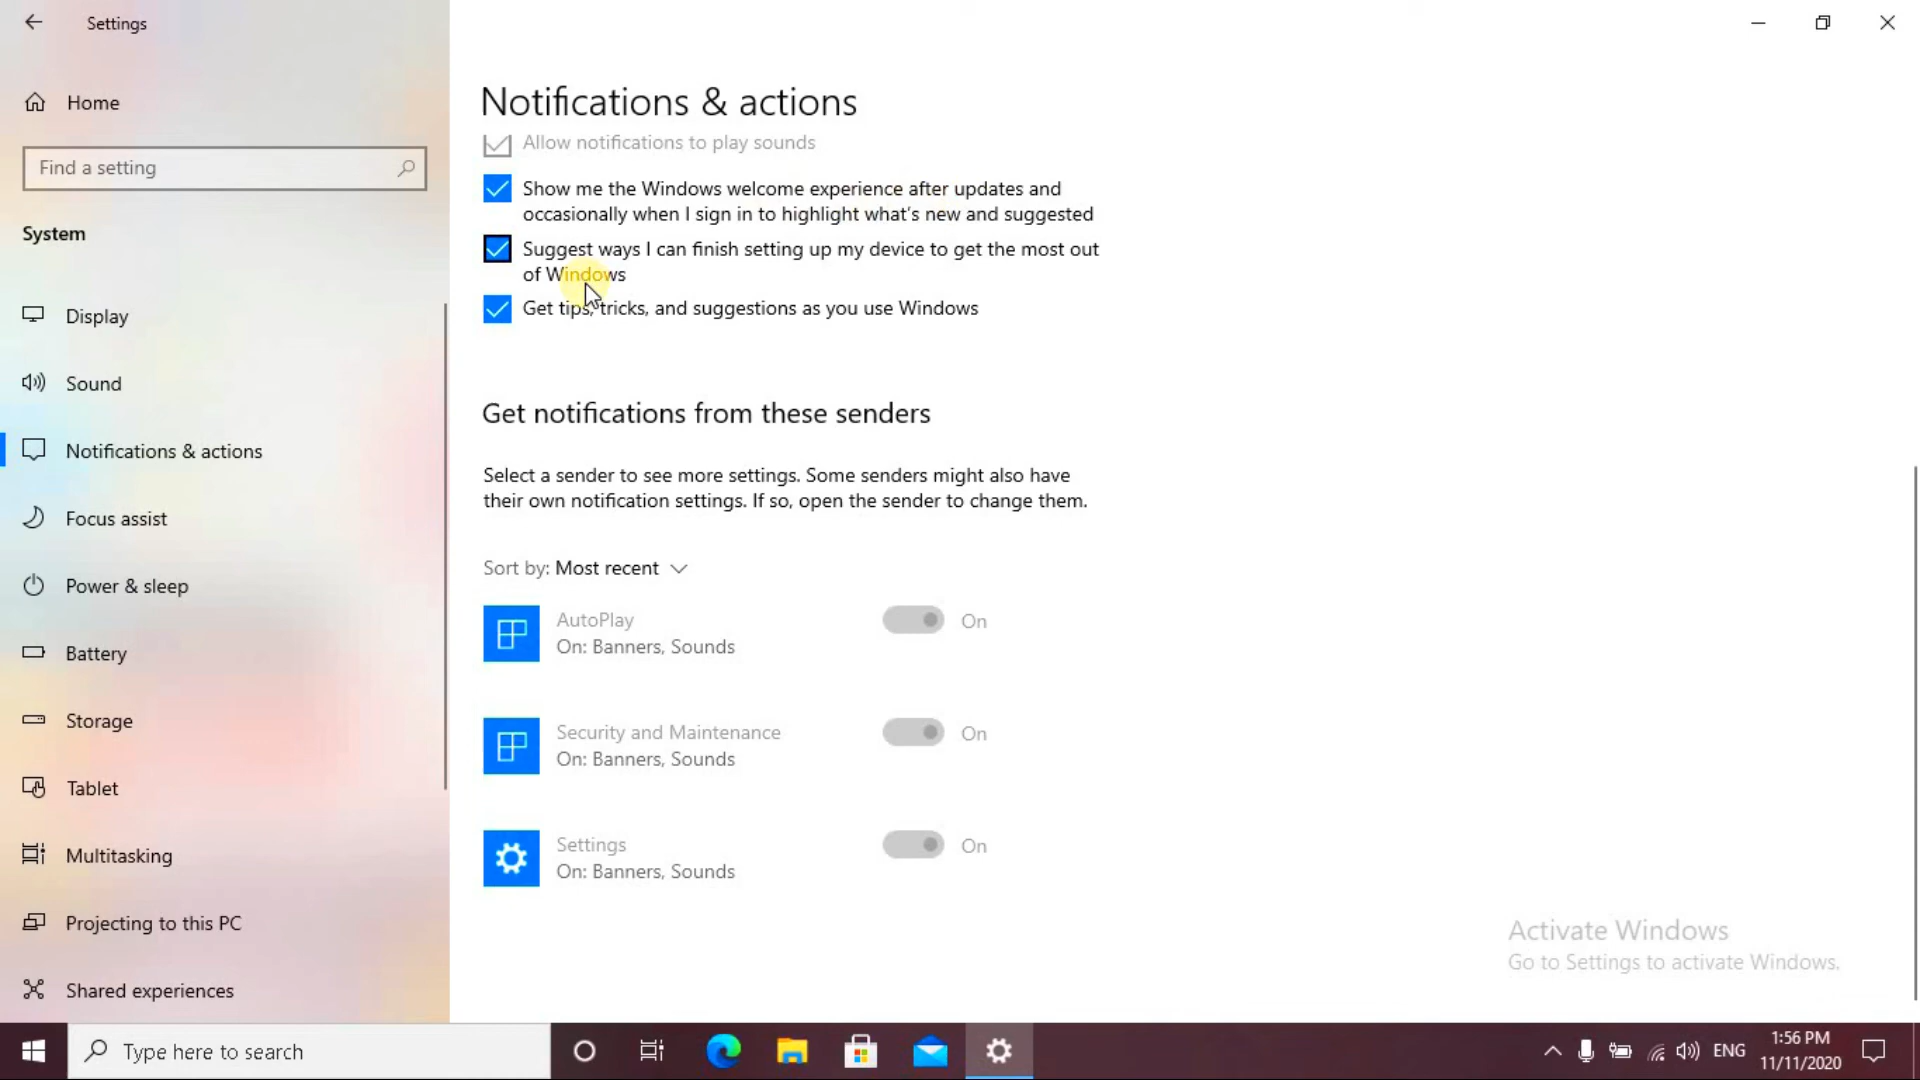 Settings
Home
Find a setting
System
Display
Sound
Notifications & actions
Focus assist
Power & sleep
Battery
Storage
Tablet
Multitasking
Projecting to this PC
Shared experiences
Notifications & actions
Allow notifications to play sounds
Show me the Windows welcome experience after updates and
occasionally when I sign in to highlight what's new and suggested
Suggest ways I can finish setting up my device to get the most out
of Windows
Get tips, tricks, and suggestions as you use Windows
Get notifications from these senders
Select a sender to see more settings. Some senders might also have
their own notification settings. If so, open the sender to change them.
Sort by: Most recent
AutoPlay
On: Banners, Sounds
On
Security and Maintenance
On: Banners, Sounds
On
Settings
On: Banners, Sounds
On
Activate Windows
Go to Settings to activate Windows.
Type here to search
ENG
1:56 PM
11/11/2020